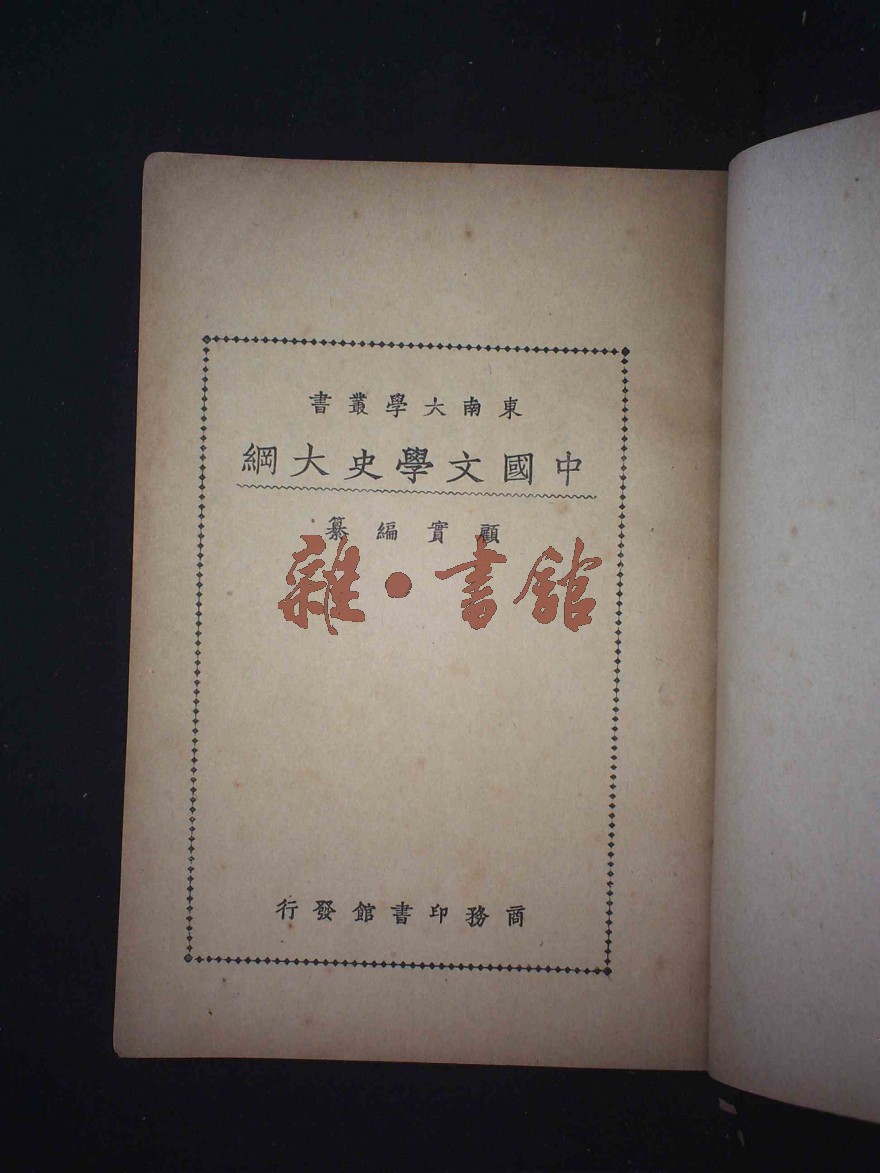 東南大學叢書
中國文學史大綱
顧實編纂
雜·書館
商務印書館發行